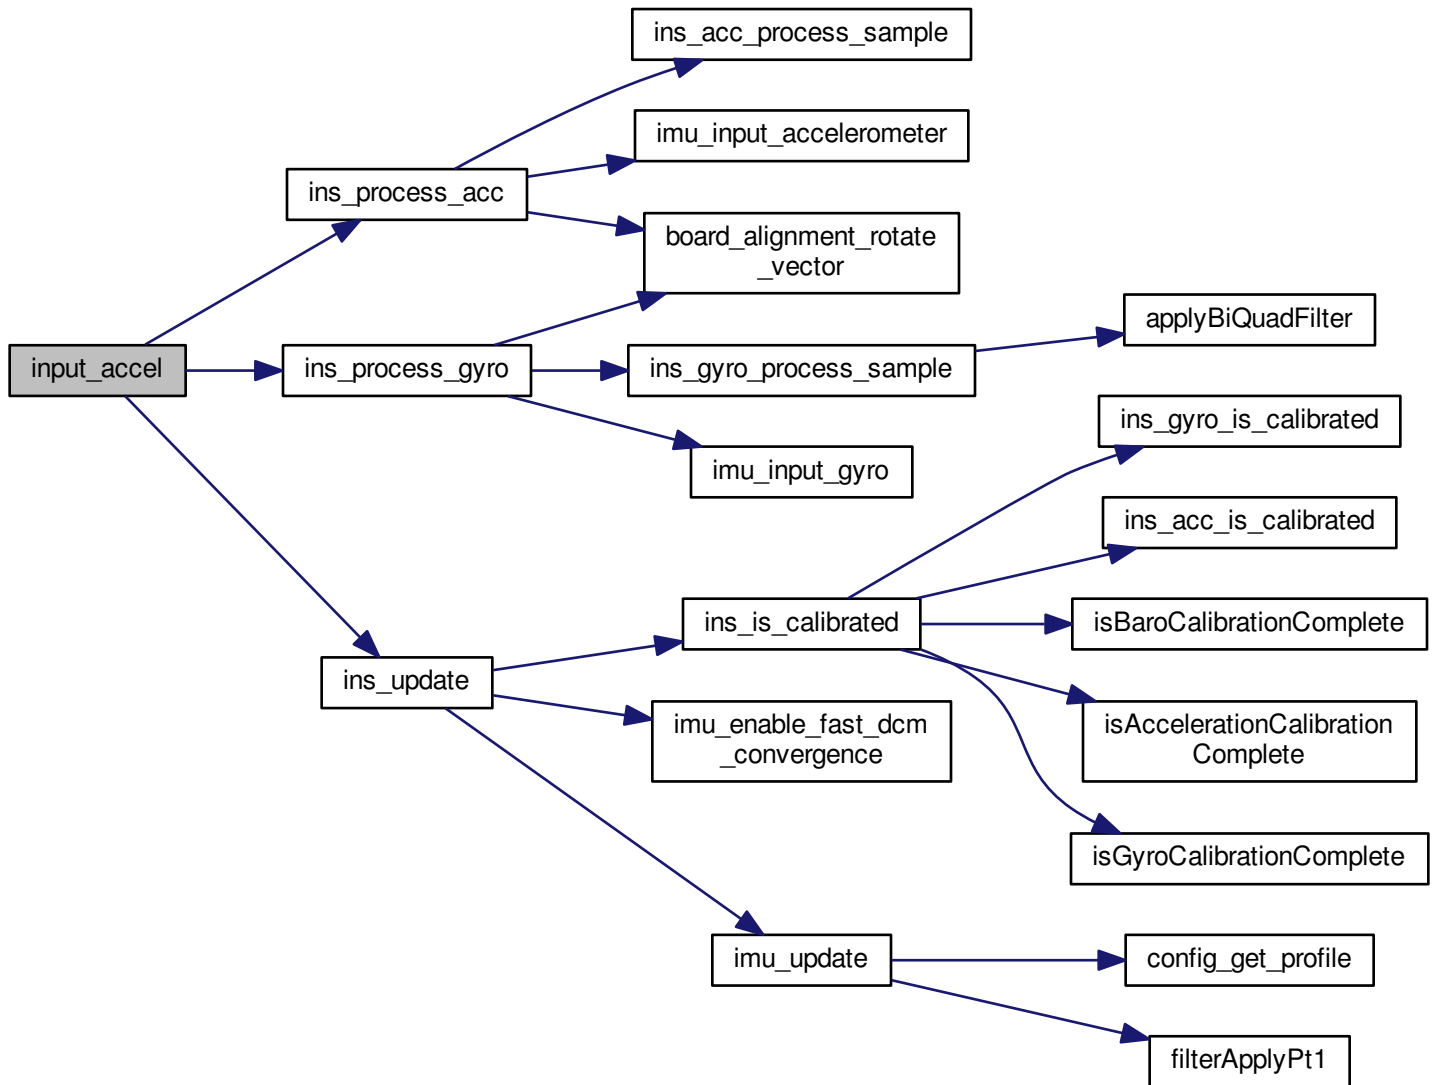 ins_acc_process_sample
imu_input_accelerometer
ins_process_acc
board_alignment_rotate
_vector
applyBiQuadFilter
input_accel
ins_process_gyro
ins_gyro_process_sample
ins_gyro_is_calibrated
imu_input_gyro
ins_acc_is_calibrated
ins_is_calibrated
isBaroCalibrationComplete
ins_update
imu_enable_fast_dcm
_convergence
isAccelerationCalibration
Complete
isGyroCalibrationComplete
imu_update
config_get_profile
filterApplyPt1